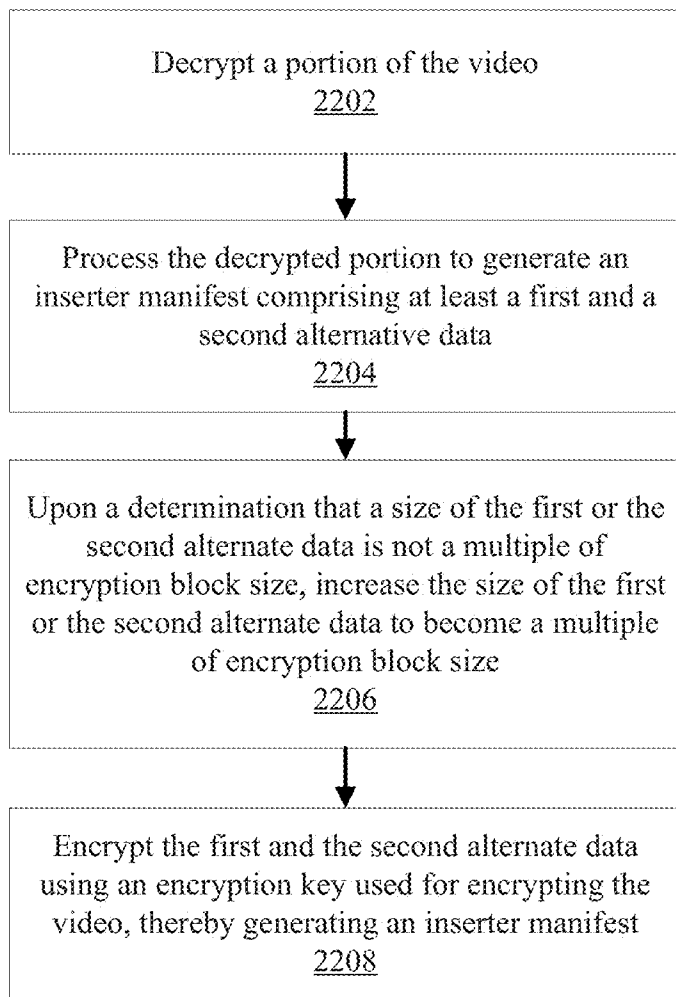 Decrypt a portion of the video
2202
Process the decrypted portion to generate an
inserter manifest comprising at least a first and a
second alternative data
2204
Upon a determination that a size of the first or the
second alternate data is not a multiple of
encryption block size, increase the size of the first
or the second alternate data to become a multiple
of encryption block size
2206
Encrypt the first and the second alternate data
using an encryption key used for encrypting the
video, thereby generating an inserter manifest
2208